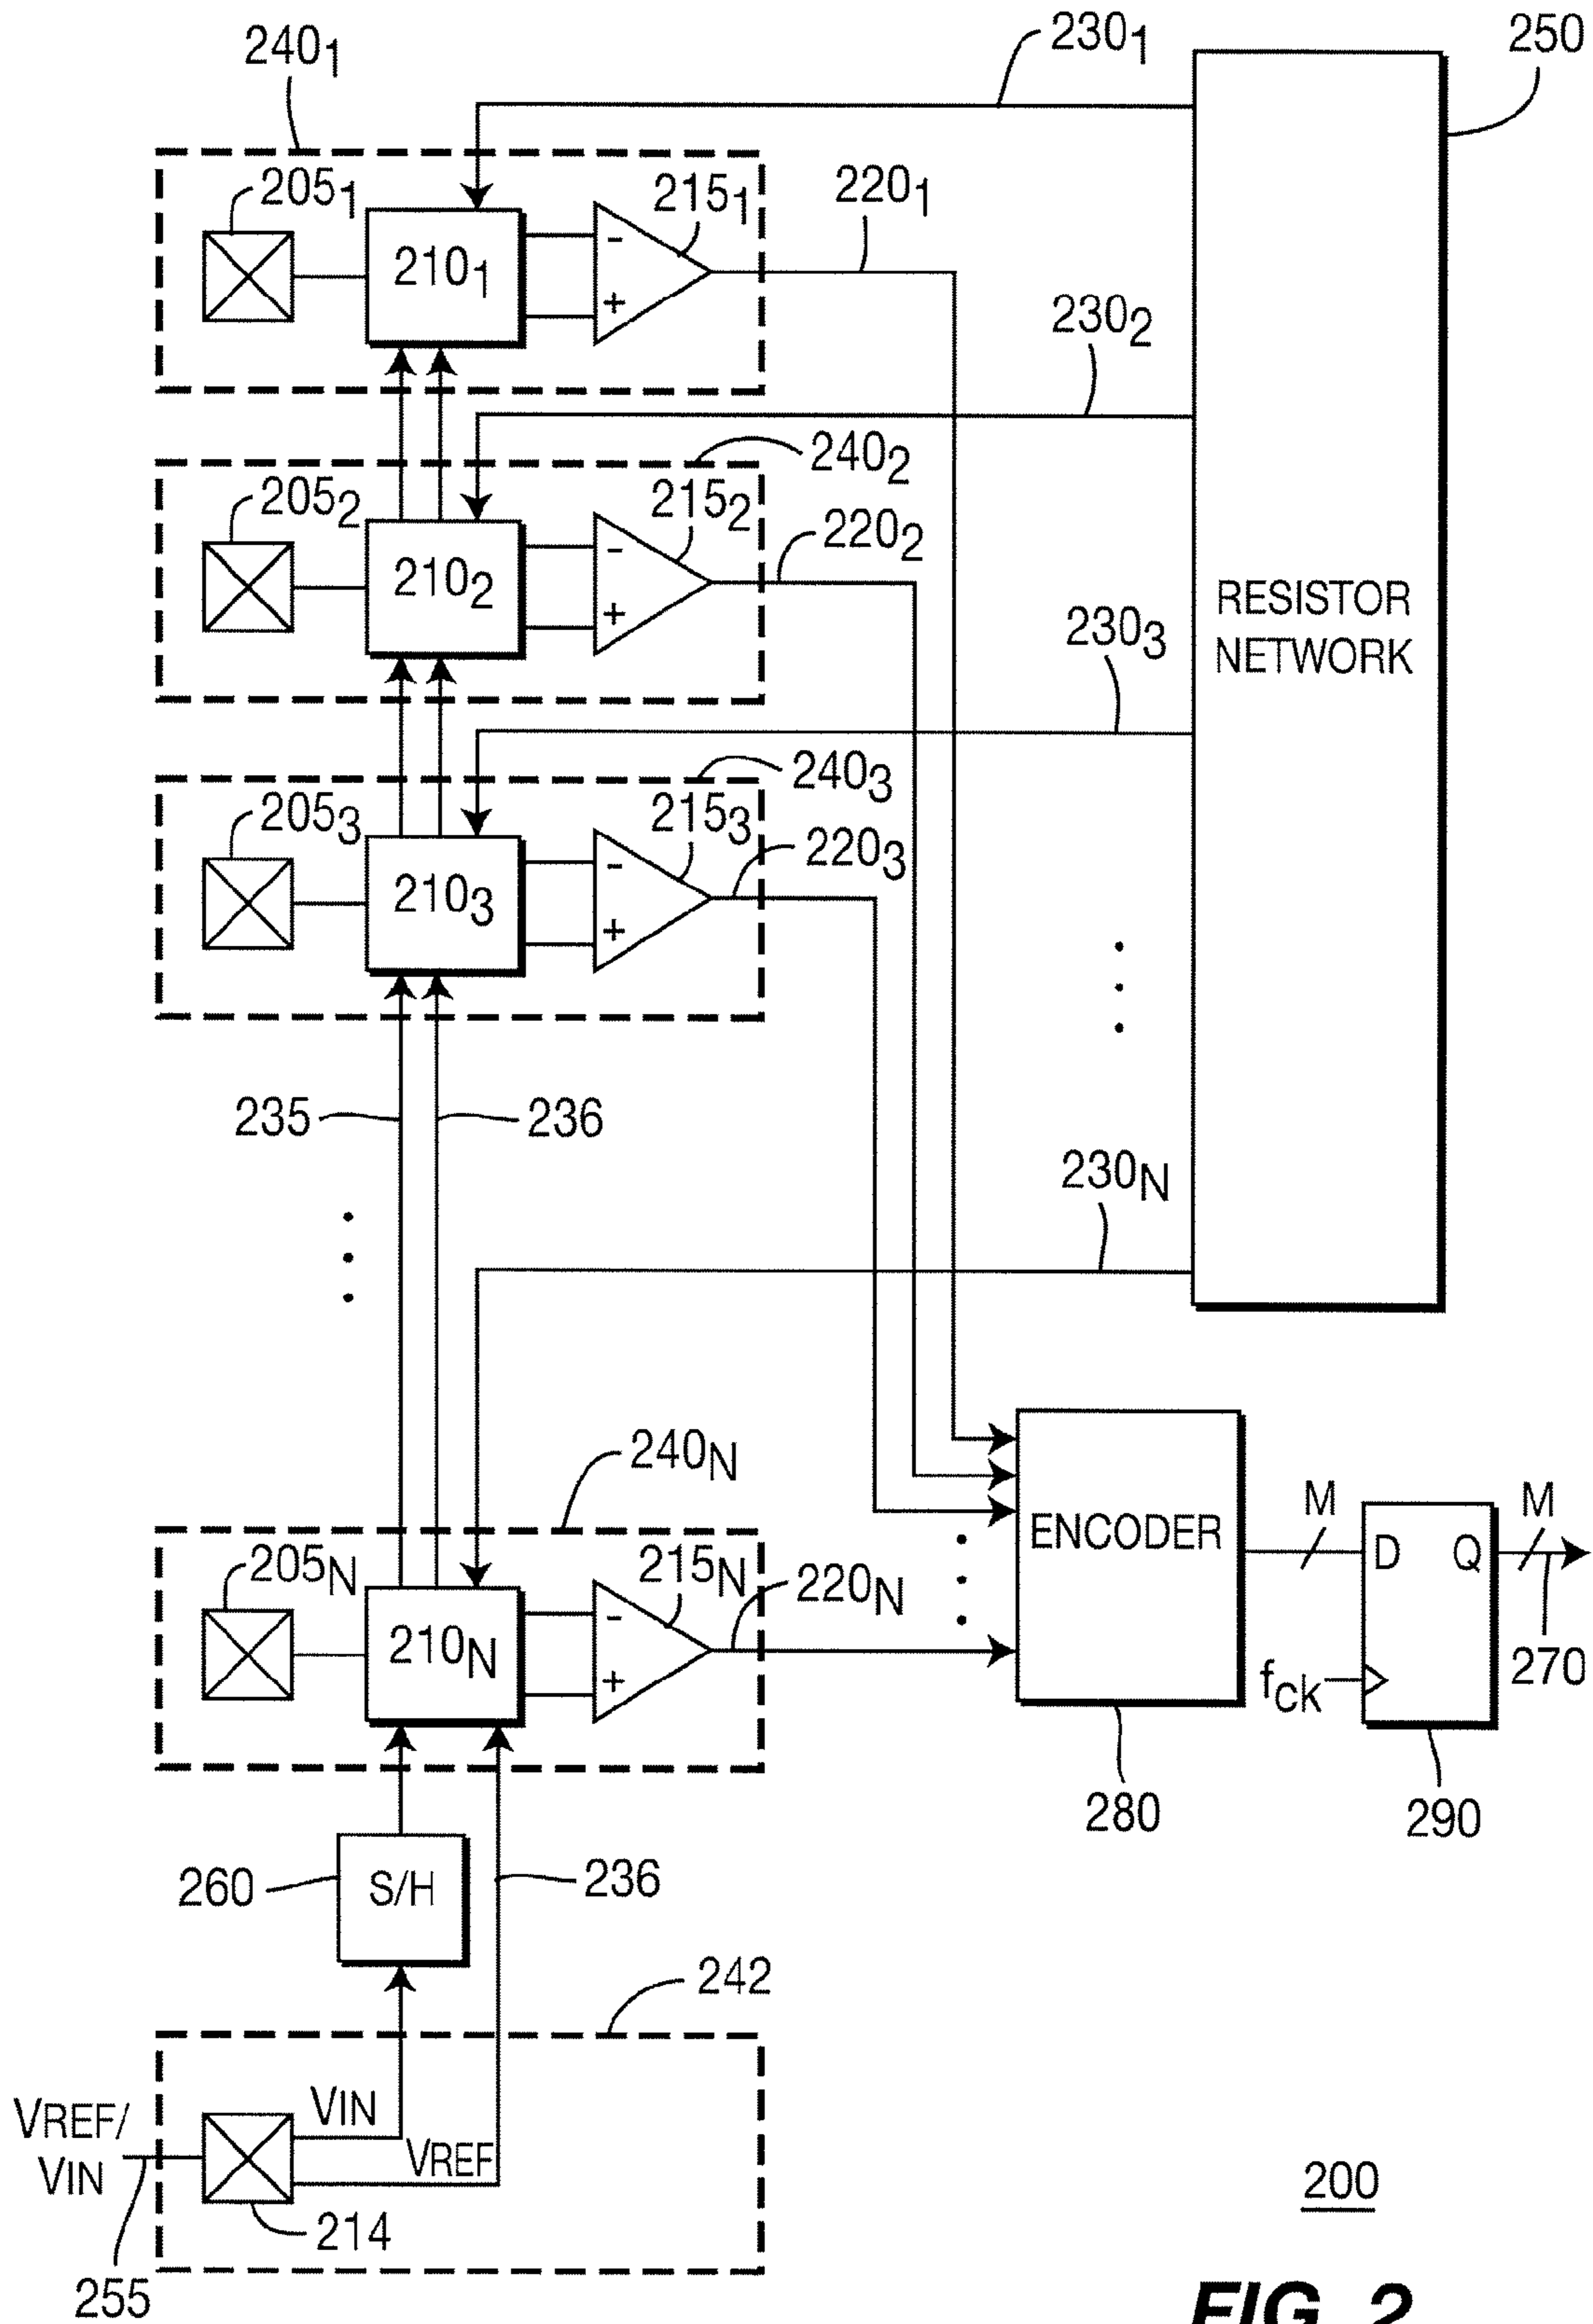 240₁
230₁
250
205₁
210₁
-
+
215₁
220₁
230₂
240₂
205₂
210₂
-
+
215₂
220₂
RESISTOR
NETWORK
230₃
240₃
205₃
210₃
-
+
215₃
220₃
235
236
230N
240N
205N
210N
-
+
215N
220N
ENCODER
M
D Q
M
fck
270
280
290
260
S/H
236
242
VREF/
VIN
VIN
VREF
214
255
200
FIG. 2